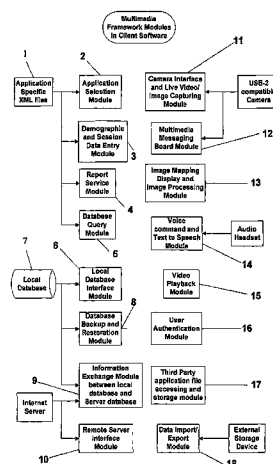 Multimedia
Framework Modules
in Client Software
1
2
11
Application
Specific
XML Files
Application
Selection
Module
Camera Interface
and Live Video/
Image Capturing
Module
USB-2
compatible
Camera
Demographic
and Session
Data Entry
Module
3
Multimedia
Messaging
Board Module
12
Report
Service Module
4
Image Mapping
Display and
Image Processing
Module
13
Database
Query Module
5
Voice
command and
Text to Speech
Module
14
Audio
Headset
7
6
Local
Database
Local
Database
Interface Module
Video
Playback
Module
15
8
Database
Backup and
Restoration
Module
User
Authentication
Module
16
9
Information
Exchange Module
between local
database and
Server database
Third Party
application file
accessing and
storage module
17
Internet
Server
Remote Server
Interface
Module
10
Data Import/
Export Module
18
External
Storage
Device